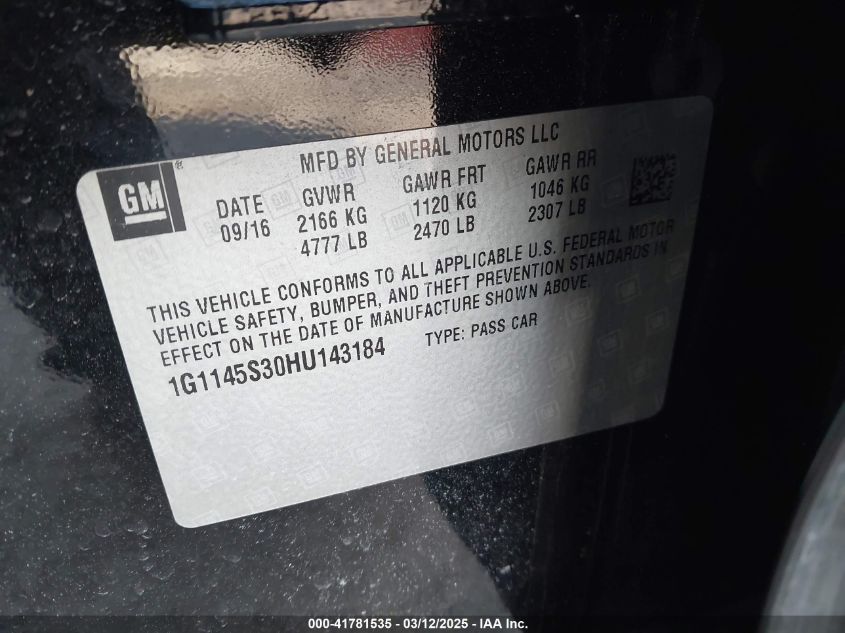 MFD BY GENERAL MOTORS LLC
GM ®
DATE GVWR GAWR FRT GAWR RR
09/16 2166 KG 1120 KG 1046 KG
4777 LB 2470 LB 2307 LB
THIS VEHICLE CONFORMS TO ALL APPLICABLE U.S. FEDERAL MOTOR
VEHICLE SAFETY, BUMPER, AND THEFT PREVENTION STANDARDS IN
EFFECT ON THE DATE OF MANUFACTURE SHOWN ABOVE.
1G1145S30HU143184 TYPE: PASS CAR
000-41781535 - 03/12/2025 - IAAI Inc.